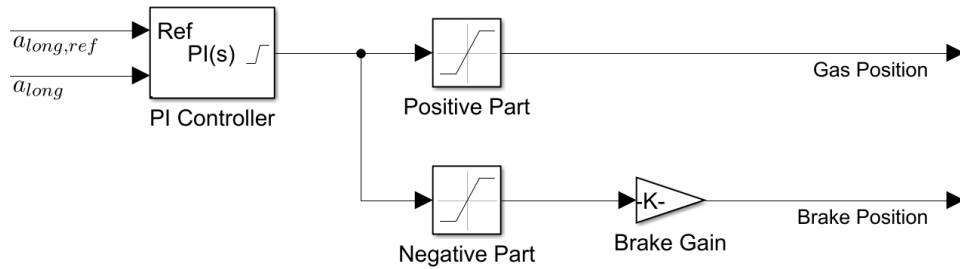 a_{long,ref}
Ref
PI(s)
a_{long}
PI Controller
Positive Part
Gas Position
Negative Part
-K-
Brake Gain
Brake Position